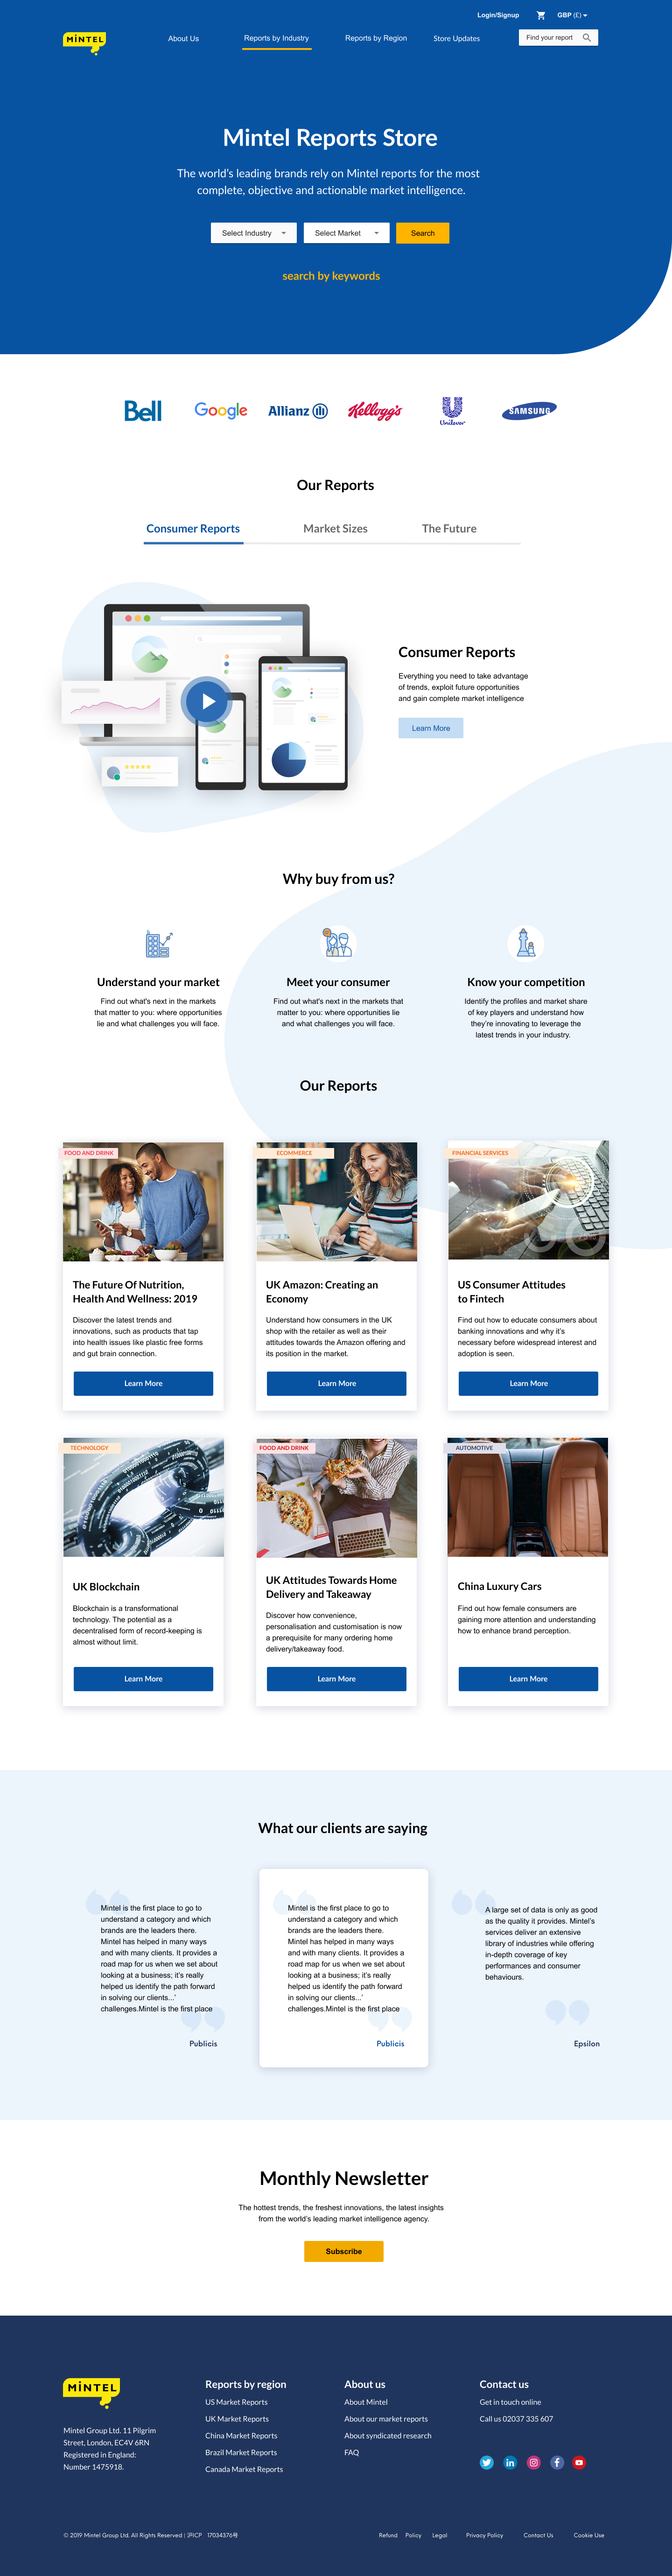 Login/Signup GBP (£)
MiNTEL About Us Reports by Industry Reports by Region Store Updates Find your report
Mintel Reports Store
The world's leading brands rely on Mintel reports for the most
complete, objective and actionable market intelligence.
Select Industry Select Market Search
search by keywords
Bell Google Allianz Kellogg's Unilever SAMSUNG
Our Reports
Consumer Reports Market Sizes The Future
Consumer Reports
Everything you need to take advantage
of trends, exploit future opportunities
and gain complete market intelligence
Learn More
Why buy from us?
Understand your market
Find out what's next in the markets
that matter to you: where opportunities
lie and what challenges you will face.
Meet your consumer
Find out what's next in the markets that
matter to you: where opportunities lie
and what challenges you will face.
Know your competition
Identify the profiles and market share
of key players and understand how
they're innovating to leverage the
latest trends in your industry.
Our Reports
FOOD AND DRINK
The Future Of Nutrition,
Health And Wellness: 2019
Discover the latest trends and
innovations, such as products that tap
into health issues like plastic free forms
and gut brain connection.
Learn More
ECOMMERCE
UK Amazon: Creating an
Economy
Understand how consumers in the UK
shop with the retailer as well as their
attitudes towards the Amazon offering and
its position in the market.
Learn More
FINANCIAL SERVICES
US Consumer Attitudes
to Fintech
Find out how to educate consumers about
banking innovations and why it's
necessary before widespread interest and
adoption is seen.
Learn More
TECHNOLOGY
UK Blockchain
Blockchain is a transformational
technology. The potential as a
decentralised form of record-keeping is
almost without limit.
Learn More
FOOD AND DRINK
UK Attitudes Towards Home
Delivery and Takeaway
Discover how convenience,
personalisation and customisation is now
a prerequisite for many ordering home
delivery/takeaway food.
Learn More
AUTOMOTIVE
China Luxury Cars
Find out how female consumers are
gaining more attention and understanding
how to enhance brand perception.
Learn More
What our clients are saying
Mintel is the first place to go to
understand a category and which
brands are the leaders there.
Mintel has helped in many ways
and with many clients. It provides a
road map for us when we set about
looking at a business; it's really
helped us identify the path forward
in solving our clients...'
challenges.Mintel is the first place
Publicis
Mintel is the first place to go to
understand a category and which
brands are the leaders there.
Mintel has helped in many ways
and with many clients. It provides a
road map for us when we set about
looking at a business; it's really
helped us identify the path forward
in solving our clients...'
challenges.Mintel is the first place
Publicis
A large set of data is only as good
as the quality it provides. Mintel's
services deliver an extensive
library of industries while offering
in-depth coverage of key
performances and consumer
behaviours.
Epsilon
Monthly Newsletter
The hottest trends, the freshest innovations, the latest insights
from the world's leading market intelligence agency.
Subscribe
MiNTEL
Mintel Group Ltd. 11 Pilgrim
Street, London, EC4V 6RN
Registered in England:
Number 1475918.
Reports by region
US Market Reports
UK Market Reports
China Market Reports
Brazil Market Reports
Canada Market Reports
About us
About Mintel
About our market reports
About syndicated research
FAQ
Contact us
Get in touch online
Call us 02037 335 607
© 2019 Mintel Group Ltd. All Rights Reserved | 沪ICP 17034376号 Refund Policy Legal Privacy Policy Contact Us Cookie Use